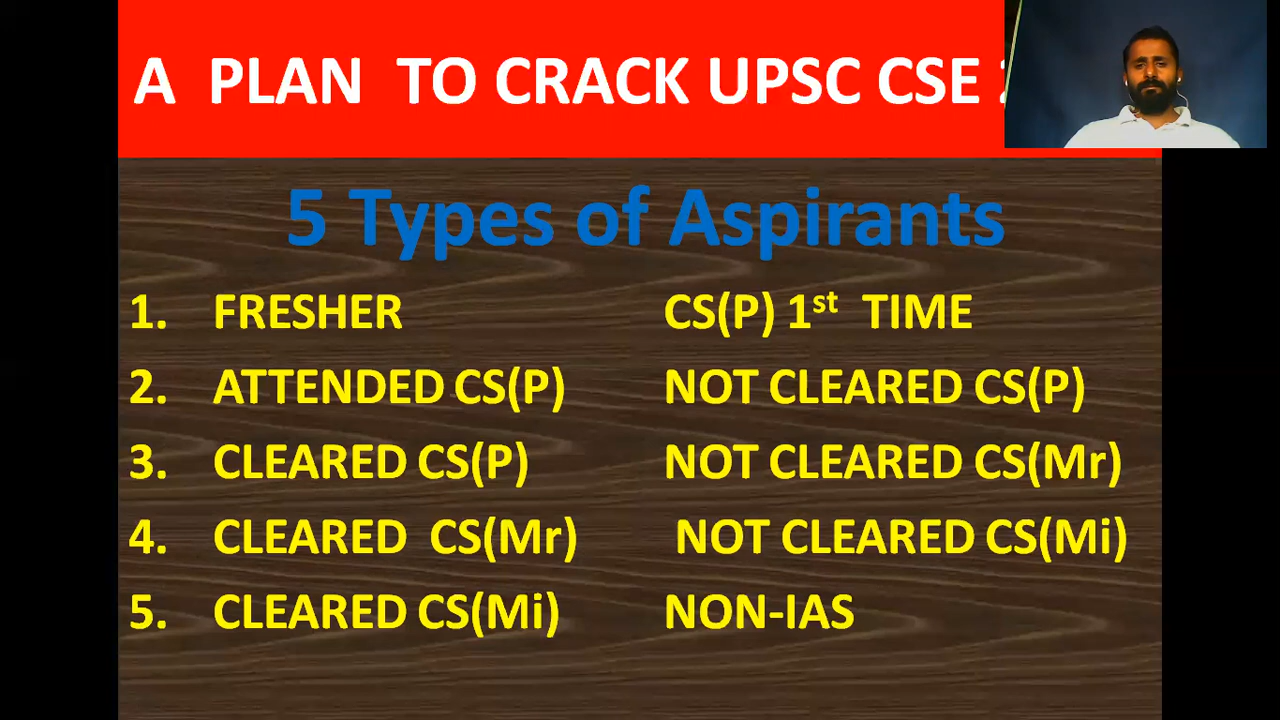 A PLAN TO CRACK UPSC CSE
5 Types of Aspirants
1. FRESHER CS(P) 1st TIME
2. ATTENDED CS(P) NOT CLEARED CS(P)
3. CLEARED CS(P) NOT CLEARED CS(Mr)
4. CLEARED CS(Mr) NOT CLEARED CS(Mi)
5. CLEARED CS(Mi) NON-IAS